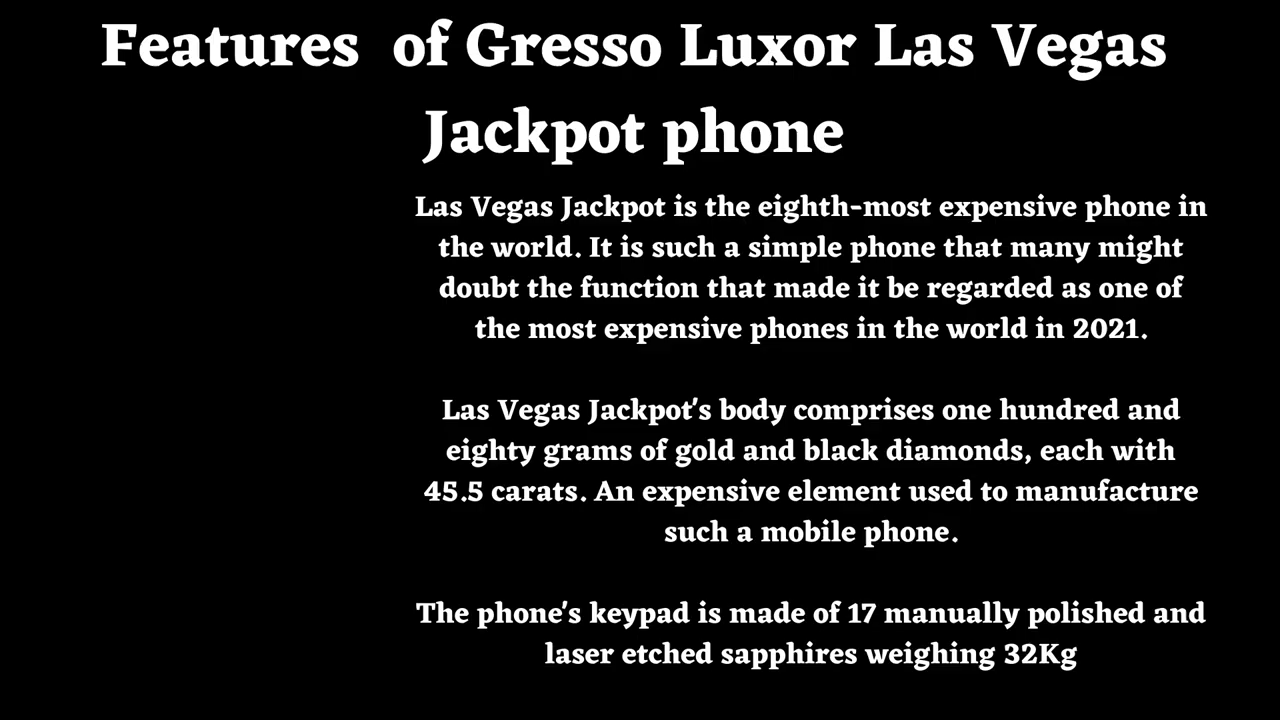 Features of Gresso Luxor Las Vegas
Jackpot phone
Las Vegas Jackpot is the eighth-most expensive phone in
the world. It is such a simple phone that many might
doubt the function that made it be regarded as one of
the most expensive phones in the world in 2021.
Las Vegas Jackpot's body comprises one hundred and
eighty grams of gold and black diamonds, each with
45.5 carats. An expensive element used to manufacture
such a mobile phone.
The phone's keypad is made of 17 manually polished and
laser etched sapphires weighing 32Kg